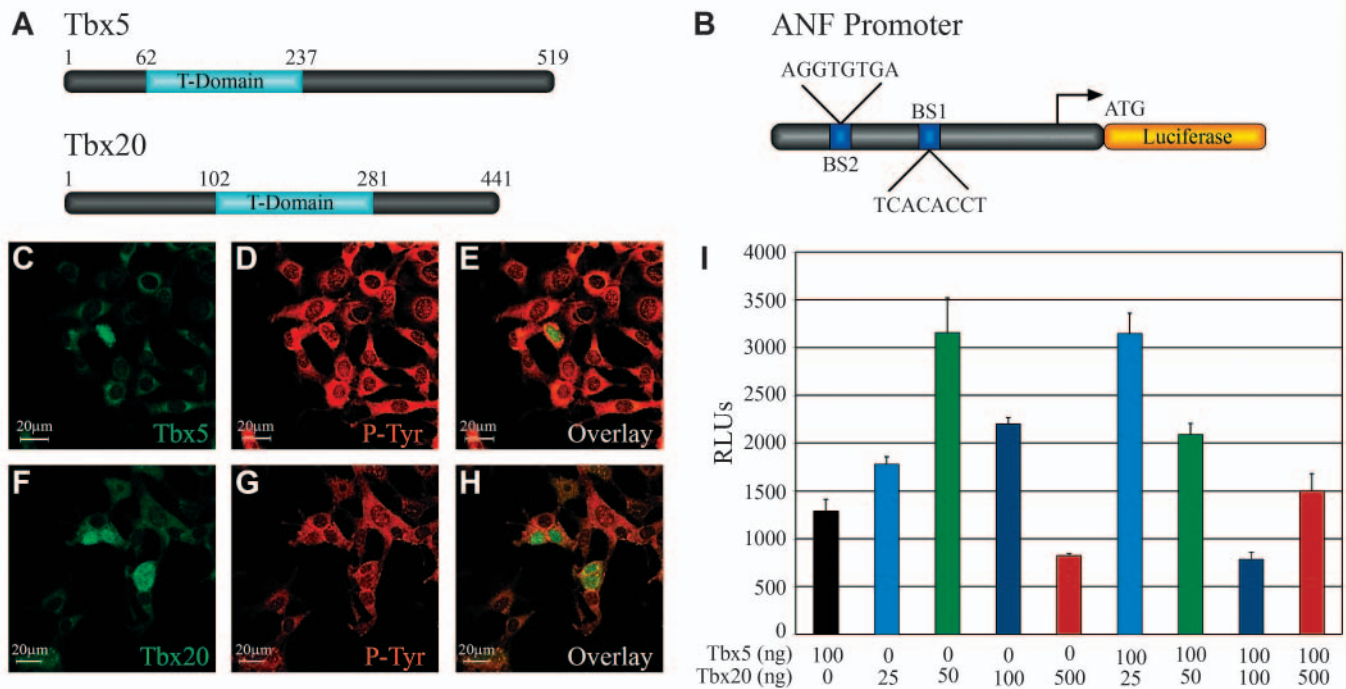 A
Tbx5
1 62 237 519
T-Domain
Tbx20
1 102 281 441
T-Domain
B
ANF Promoter
AGGTGTGA
BS1
ATG
Luciferase
BS2
TCACACCT
C
20µm
Tbx5
D
20µm
P-Tyr
E
20µm
Overlay
F
20µm
Tbx20
G
20µm
P-Tyr
H
20µm
Overlay
I
4000
3500
3000
2500
2000
1500
1000
500
0
RLUs
Tbx5 (ng) 100 0 0 0 0 100 100 100 100
Tbx20 (ng) 0 25 50 100 500 25 50 100 500